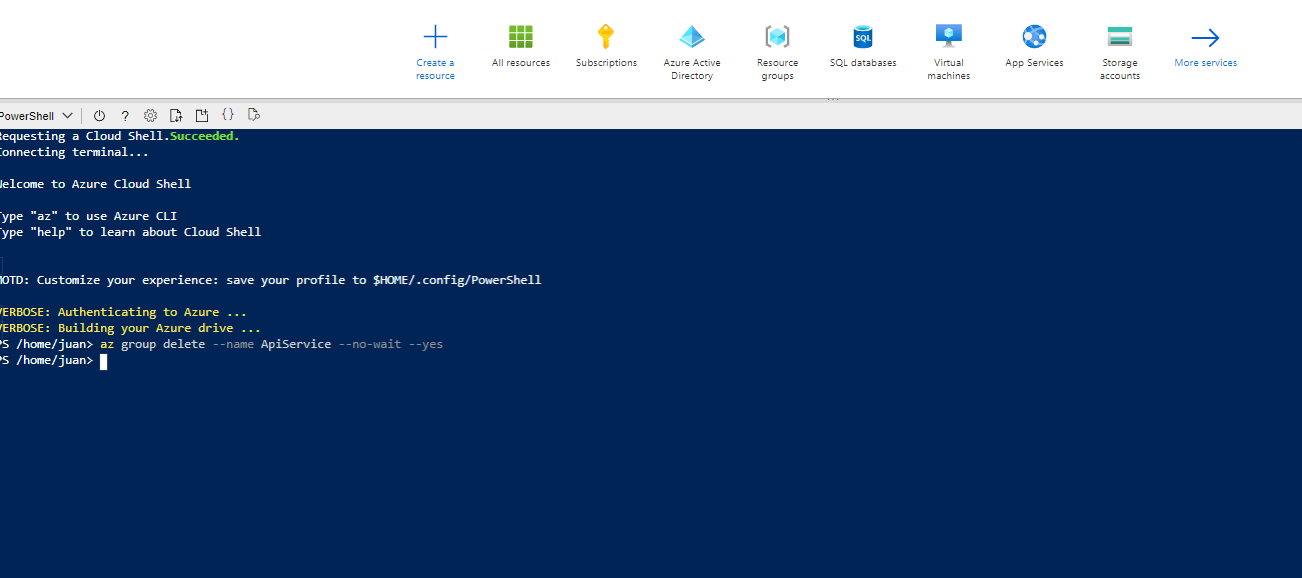 Create a resource
All resources
Subscriptions
Azure Active Directory
Resource groups
SQL
SQL databases
Virtual machines
App Services
Storage accounts
More services
PowerShell
Requesting a Cloud Shell.Succeeded.
Connecting terminal...
Welcome to Azure Cloud Shell
Type "az" to use Azure CLI
Type "help" to learn about Cloud Shell
MOTD: Customize your experience: save your profile to $HOME/.config/PowerShell
VERBOSE: Authenticating to Azure ...
VERBOSE: Building your Azure drive ...
PS /home/juan> az group delete --name ApiService --no-wait --yes
PS /home/juan>